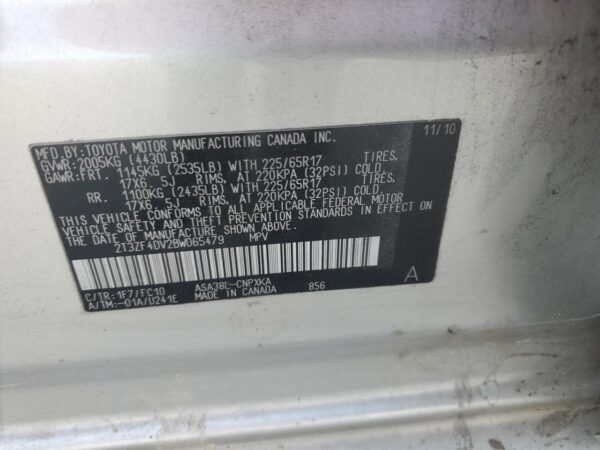 MFD BY:TOYOTA MOTOR MANUFACTURING CANADA INC. 11/10
GVWR:2005KG (4430LB)
GAWR:FRT. 1145KG (2535LB) WITH 225/65R17 TIRES,
17X6 .5J RIMS, AT 220KPA (32PSI) COLD.
RR. 1100KG (2435LB) WITH 225/65R17 TIRES,
17X6 .5J RIMS, AT 220KPA (32PSI) COLD.
THIS VEHICLE CONFORMS TO ALL APPLICABLE FEDERAL MOTOR
VEHICLE SAFETY AND THEFT PREVENTION STANDARDS IN EFFECT
ON THE DATE OF MANUFACTURE SHOWN ABOVE.
2T3ZF4DV2BW065479 MPV
C/TR:1F7/FC10 ASA38L-CNPXKA A
A/TM:-01A/U241E MADE IN CANADA 856